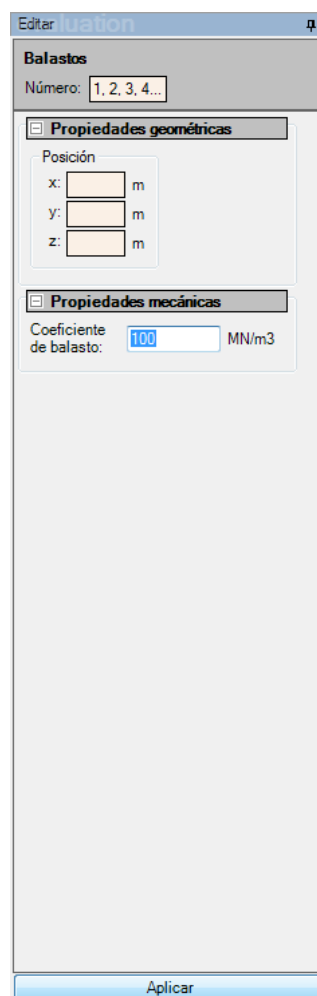 Editar
Evaluation
Balastos
Número: 1, 2, 3, 4...
Propiedades geométricas
Posición
x: m
y: m
z: m
Propiedades mecánicas
Coeficiente
de balasto: 100 MN/m3
Aplicar